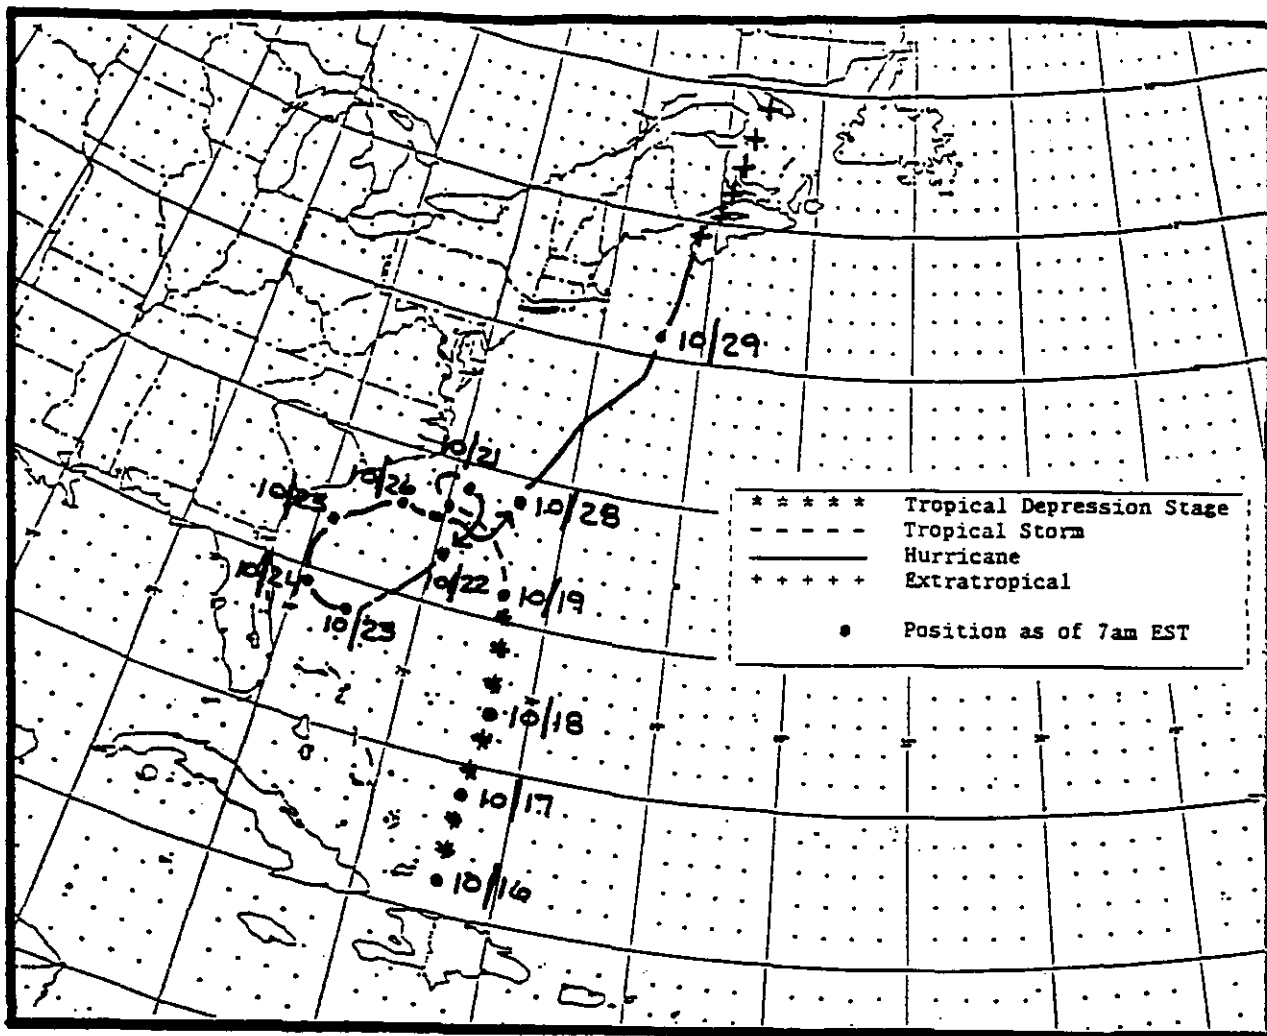 10/29
10/21
10/26
10/25
10/28
10/24
10/22
10/19
10/23
10/18
10/17
10/16
* * * * * Tropical Depression Stage
- - - - - Tropical Storm
Hurricane
+ + + + + Extratropical
● Position as of 7am EST